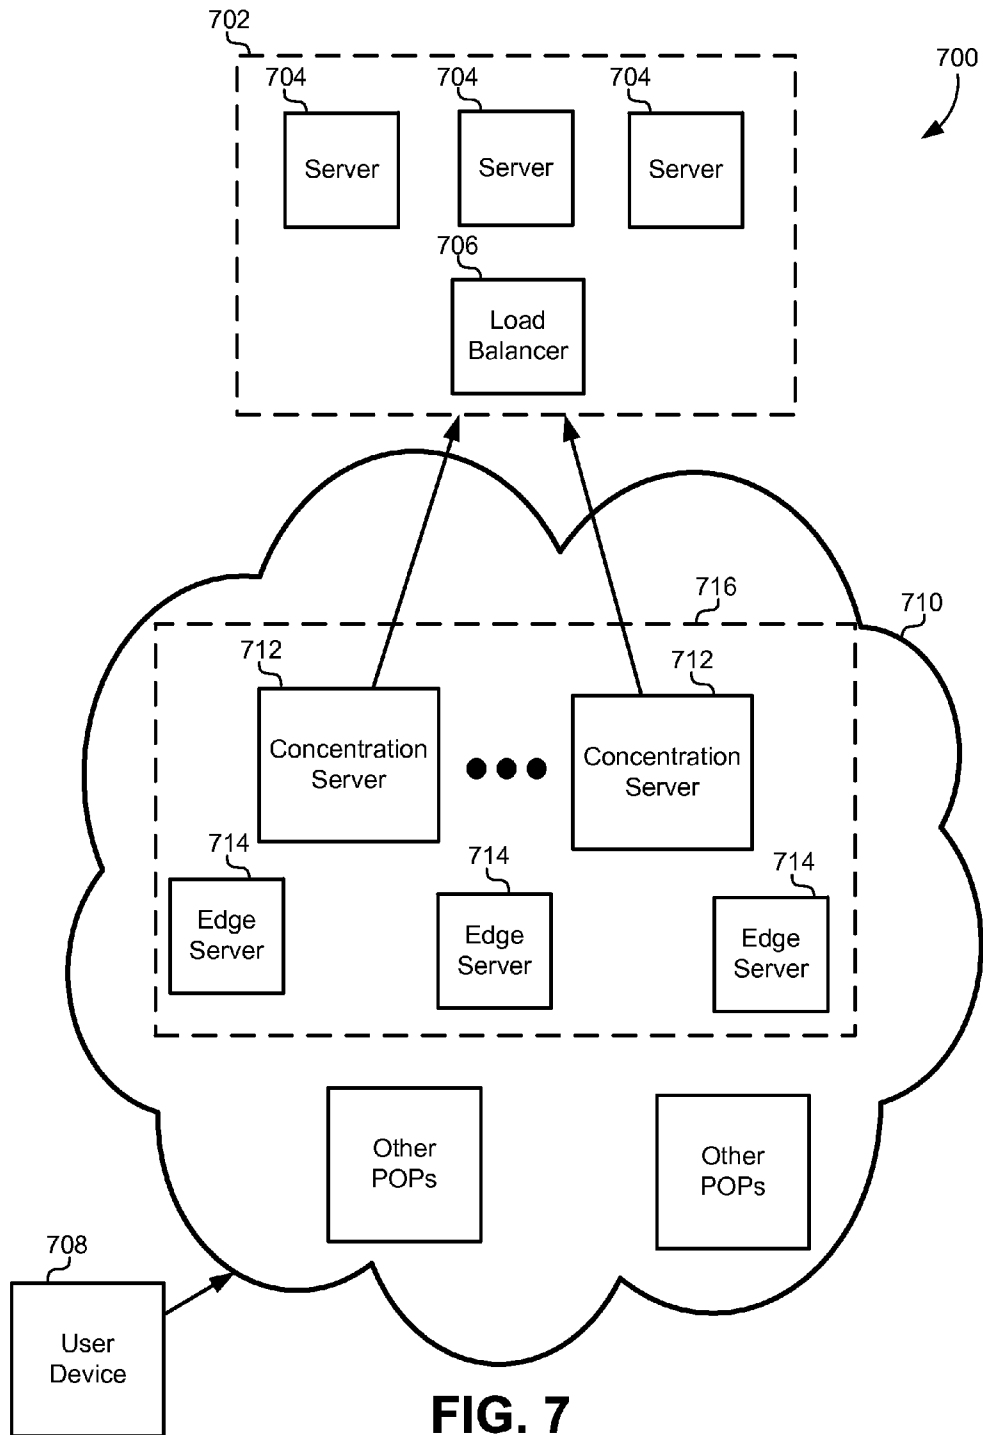 702
700
704
704
704
Server
Server
Server
706
Load
Balancer
716
710
712
712
Concentration
Server
Concentration
Server
714
714
714
Edge
Server
Edge
Server
Edge
Server
Other
POPs
Other
POPs
708
User
Device
FIG. 7